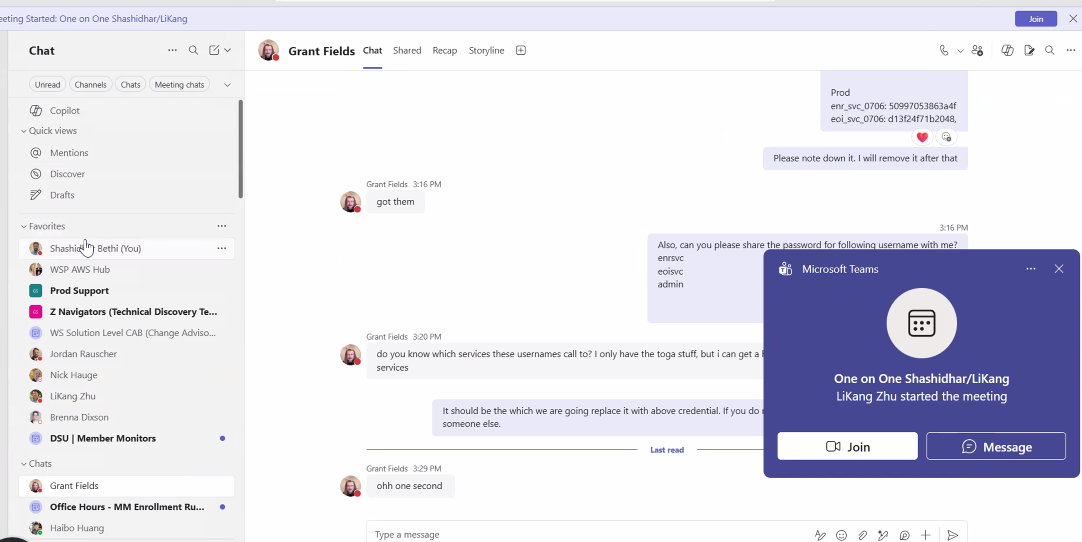 eeting Started: One on One Shashidhar/LiKang
Join
Chat
Grant Fields
Chat
Shared
Recap
Storyline
Unread
Channels
Chats
Meeting chats
Copilot
Quick views
Mentions
Discover
Drafts
Favorites
Bethi (You)
WSP AWS Hub
Prod Support
Z Navigators (Technical Discovery Te...
WS Solution Level CAB (Change Adviso...
Jordan Rauscher
Nick Hauge
LiKang Zhu
Brenna Dixson
DSU | Member Monitors
Chats
Grant Fields
Office Hours - MM Enrollment Ru...
Haibo Huang
Prod
enr_svc_0706: 50997053863a4f
eoi_svc_0706: d13f24f71b2048,
Please note down it. I will remove it after that
Grant Fields 3:16 PM
got them
3:16 PM
Also, can you please share the password for following username with me?
enrsvc
eoisvc
admin
Grant Fields 3:20 PM
do you know which services these usernames call to? I only have the toga stuff, but i can get a
services
It should be the which we are going replace it with above credential. If you do
someone else.
Last read
Grant Fields 3:29 PM
ohh one second
Type a message
Microsoft Teams
One on One Shashidhar/LiKang
LiKang Zhu started the meeting
Join
Message